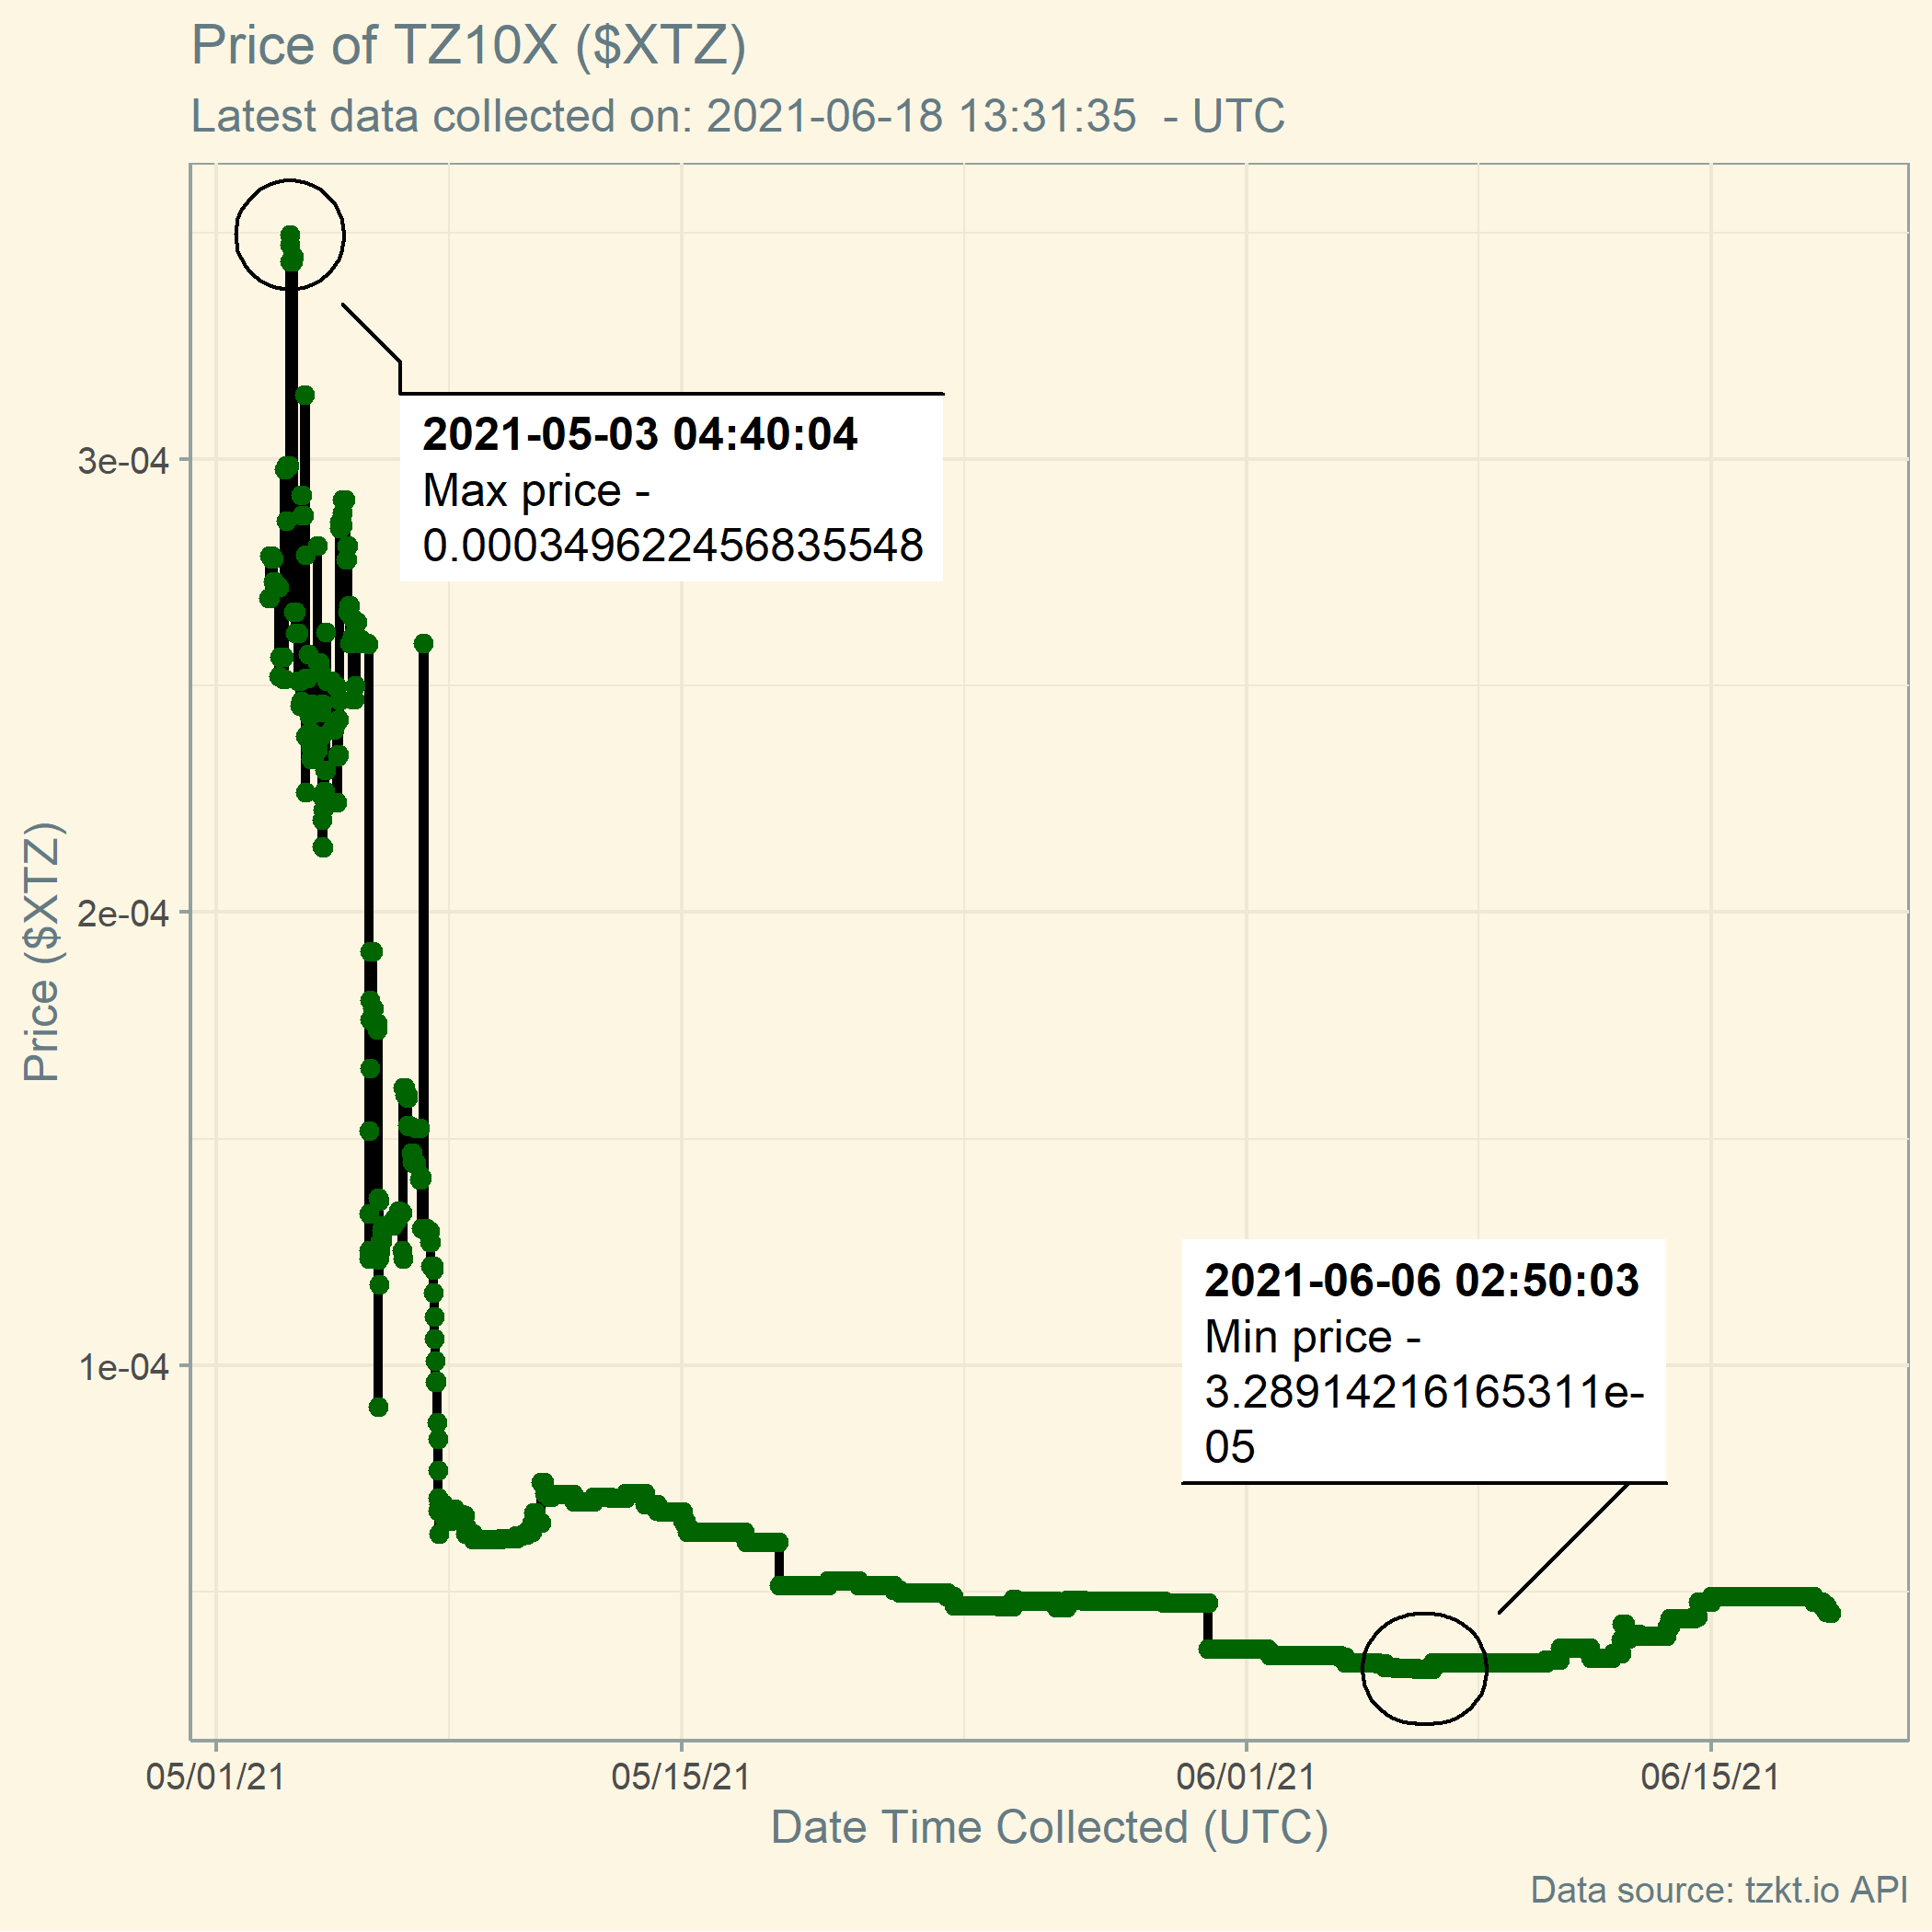 Price of TZ10X ($XTZ)
Latest data collected on: 2021-06-18 13:31:35  - UTC
2021-05-03 04:40:04
Max price -
0.000349622456835548
3e-04
2e-04
1e-04
Price ($XTZ)
2021-06-06 02:50:03
Min price -
3.28914216165311e-
05
05/01/21
05/15/21
06/01/21
06/15/21
Date Time Collected (UTC)
Data source: tzkt.io API